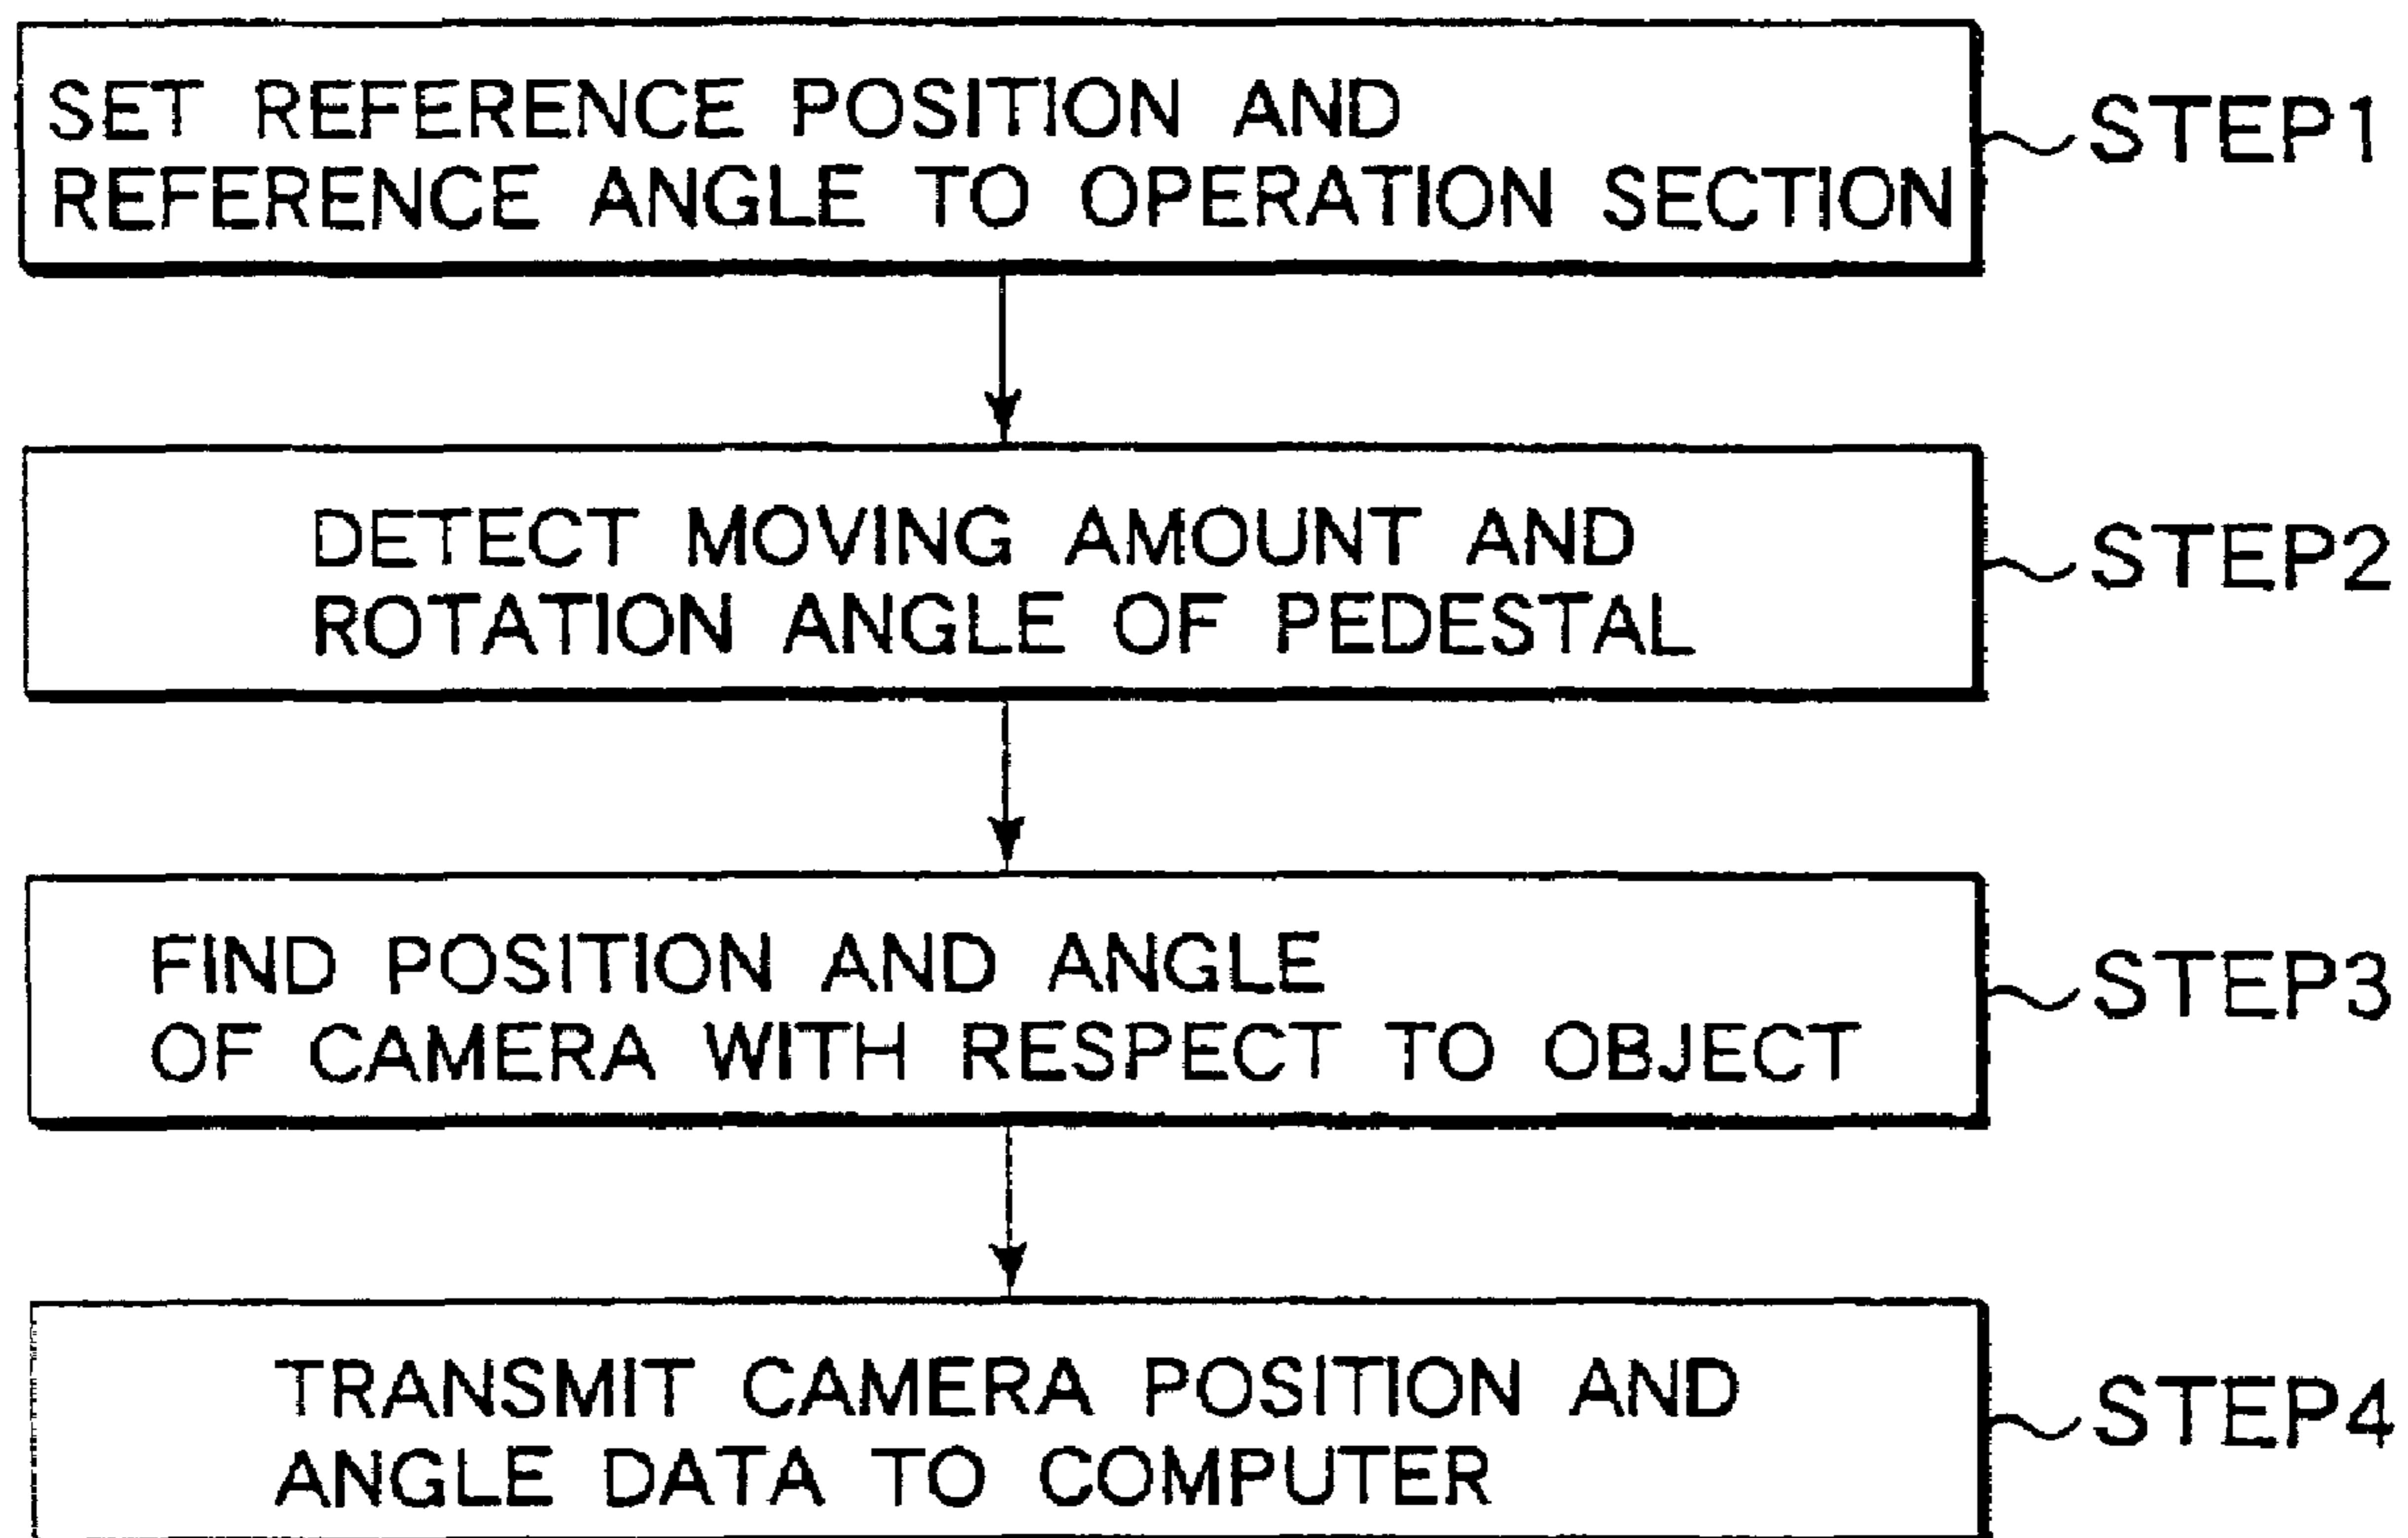 SET REFERENCE POSITION AND
REFERENCE ANGLE TO OPERATION SECTION
STEP1
DETECT MOVING AMOUNT AND
ROTATION ANGLE OF PEDESTAL
STEP2
FIND POSITION AND ANGLE
OF CAMERA WITH RESPECT TO OBJECT
STEP3
TRANSMIT CAMERA POSITION AND
ANGLE DATA TO COMPUTER
STEP4